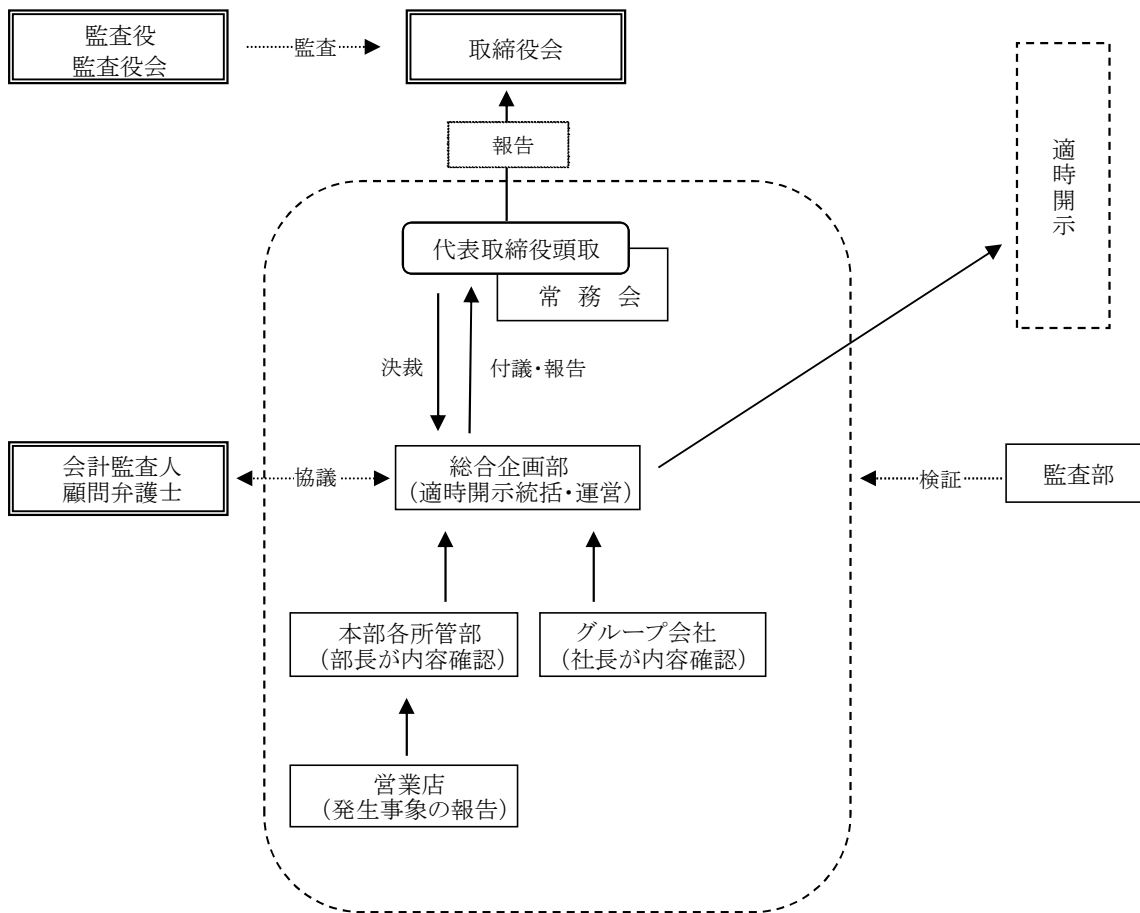 監査役
監査役会
監査
取締役会
報告
適時開示
代表取締役頭取
常務会
決裁
付議・報告
会計監査人
顧問弁護士
協議
総合企画部
（適時開示統括・運営）
検証
監査部
本部各所管部
（部長が内容確認）
グループ会社
（社長が内容確認）
営業店
（発生事象の報告）